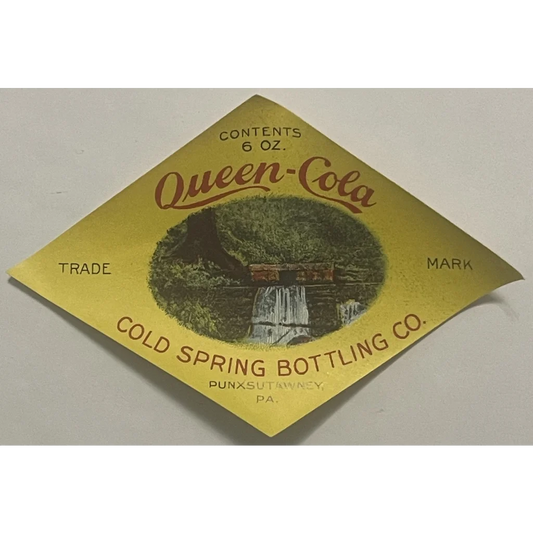 CONTENTS
6 OZ.
Queen-Cola
TRADE MARK
COLD SPRING BOTTLING CO.
PUNXSUTAWNEY,
PA.